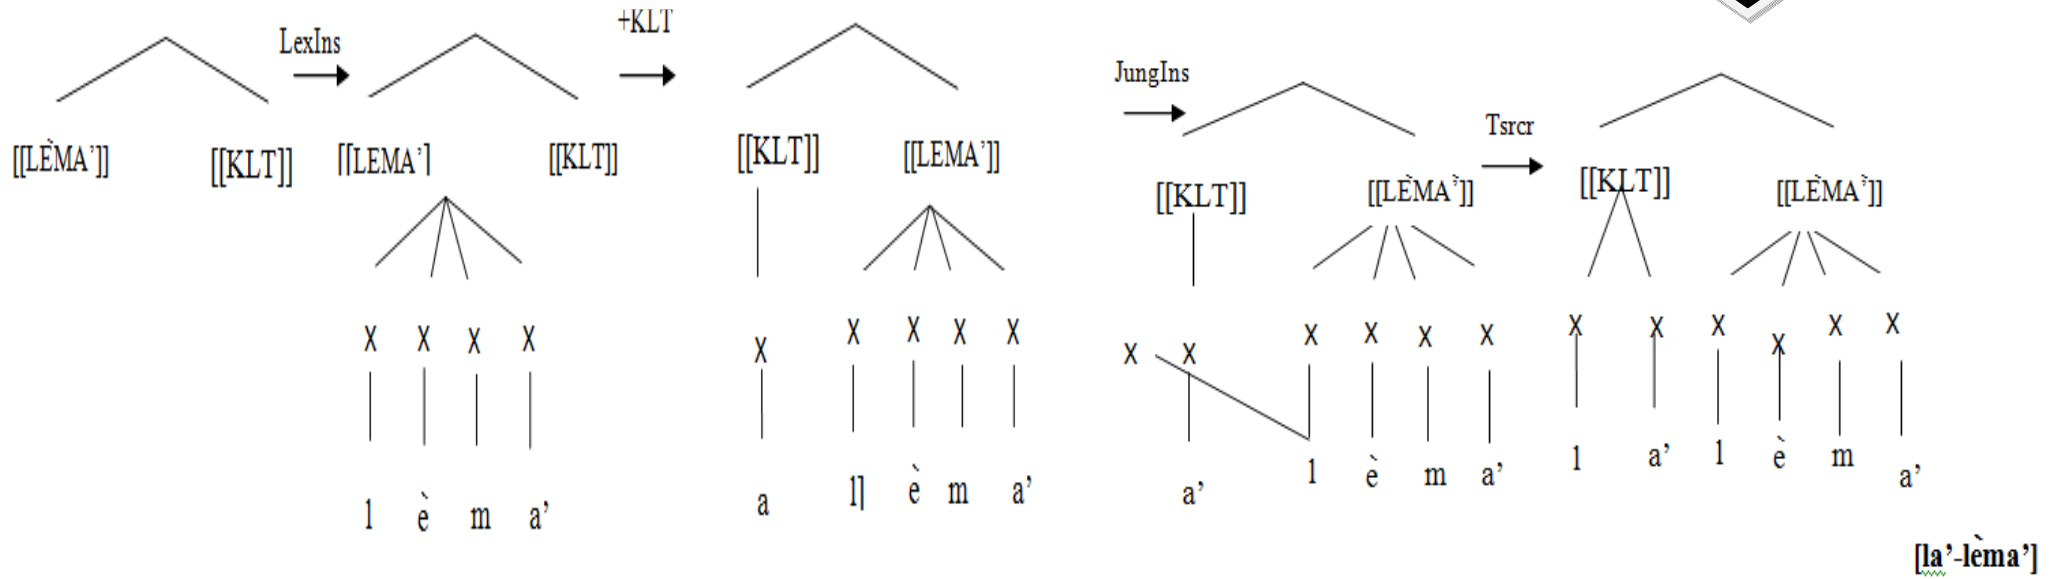 LexIns
+KLT
JungIns
Tsrcr
[[LÈMA']] [[KLT]] ⌈⌈LEMA'⌉ [[KLT]] [[KLT]] [[LEMA']] [[KLT]] [[LÈMA']] [[KLT]] [[LÈMA']]
X X X X X X X X X X X X X X X X X X X X X
l è m a' a l⌉ è m a' a' l è m a' l a' l è m a'
[la'-lèma']